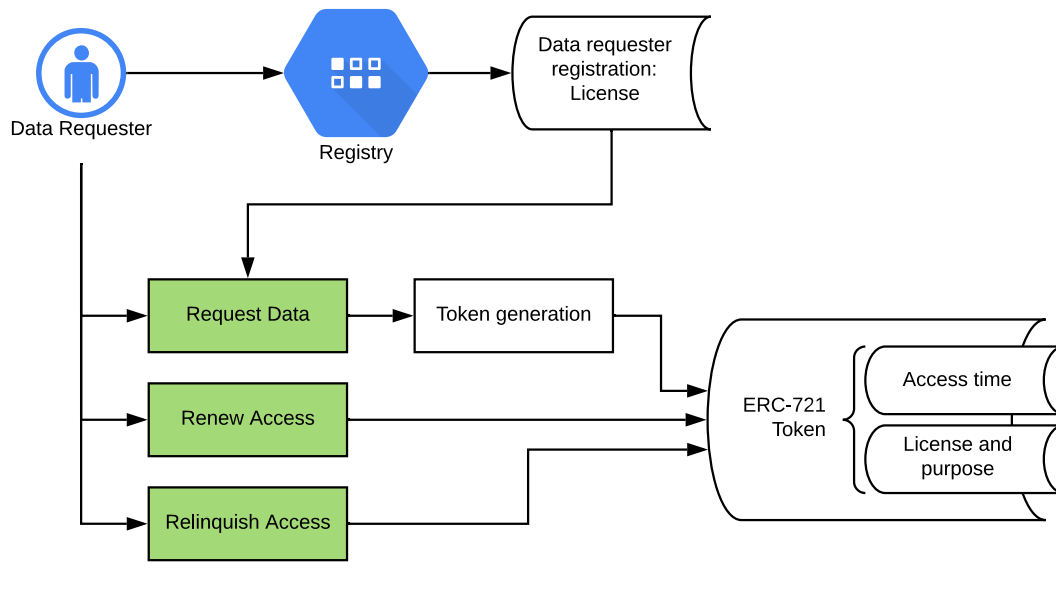 Data requester
registration:
License
Data Requester
Registry
Request Data
Token generation
Renew Access
Relinquish Access
ERC-721
Token
Access time
License and
purpose